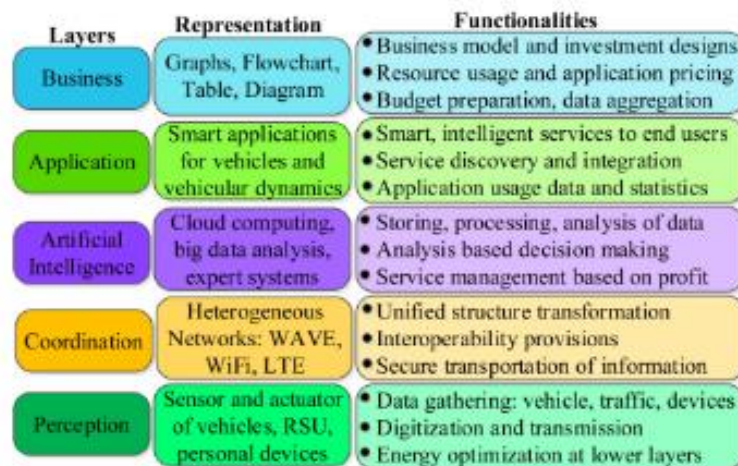 Layers Representation Functionalities
Business
Graphs, Flowchart,
Table, Diagram
• Business model and investment designs
• Resource usage and application pricing
• Budget preparation, data aggregation
Application
Smart applications
for vehicles and
vehicular dynamics
• Smart, intelligent services to end users
• Service discovery and integration
• Application usage data and statistics
Artificial
Intelligence
Cloud computing,
big data analysis,
expert systems
• Storing, processing, analysis of data
• Analysis based decision making
• Service management based on profit
Coordination
Heterogeneous
Networks: WAVE,
WiFi, LTE
• Unified structure transformation
• Interoperability provisions
• Secure transportation of information
Perception
Sensor and actuator
of vehicles, RSU,
personal devices
• Data gathering: vehicle, traffic, devices
• Digitization and transmission
• Energy optimization at lower layers